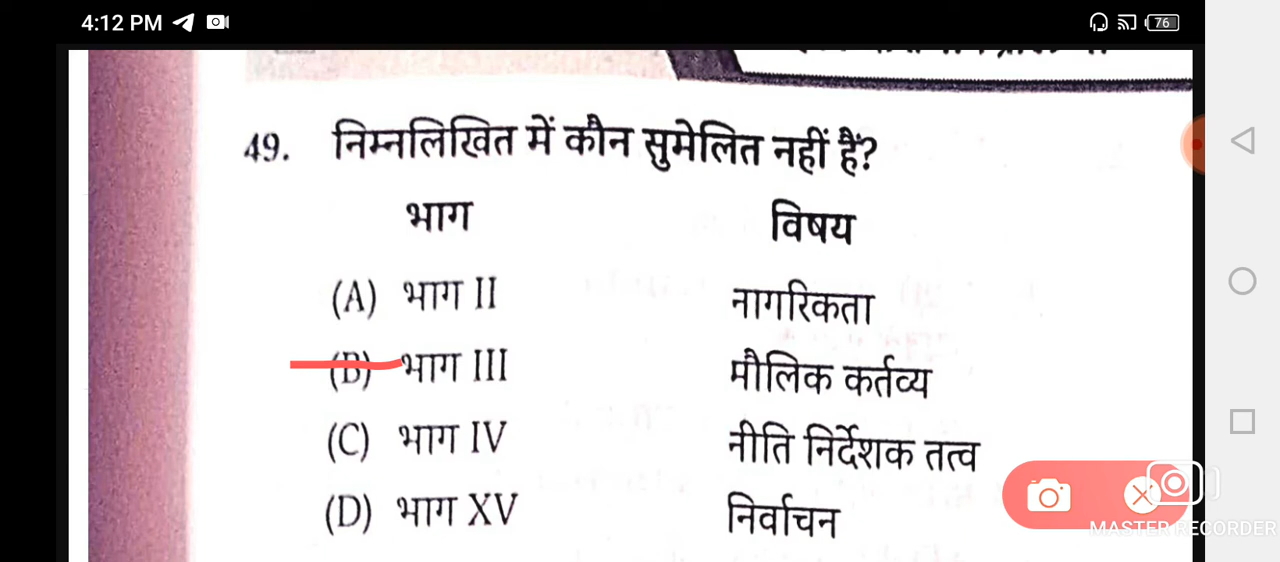 4:12 PM 76
49. निम्नलिखित में कौन सुमेलित नहीं हैं?
भाग विषय
(A) भाग II नागरिकता
(B) भाग III मौलिक कर्तव्य
(C) भाग IV नीति निर्देशक तत्व
(D) भाग XV निर्वाचन
MASTER RECORDER